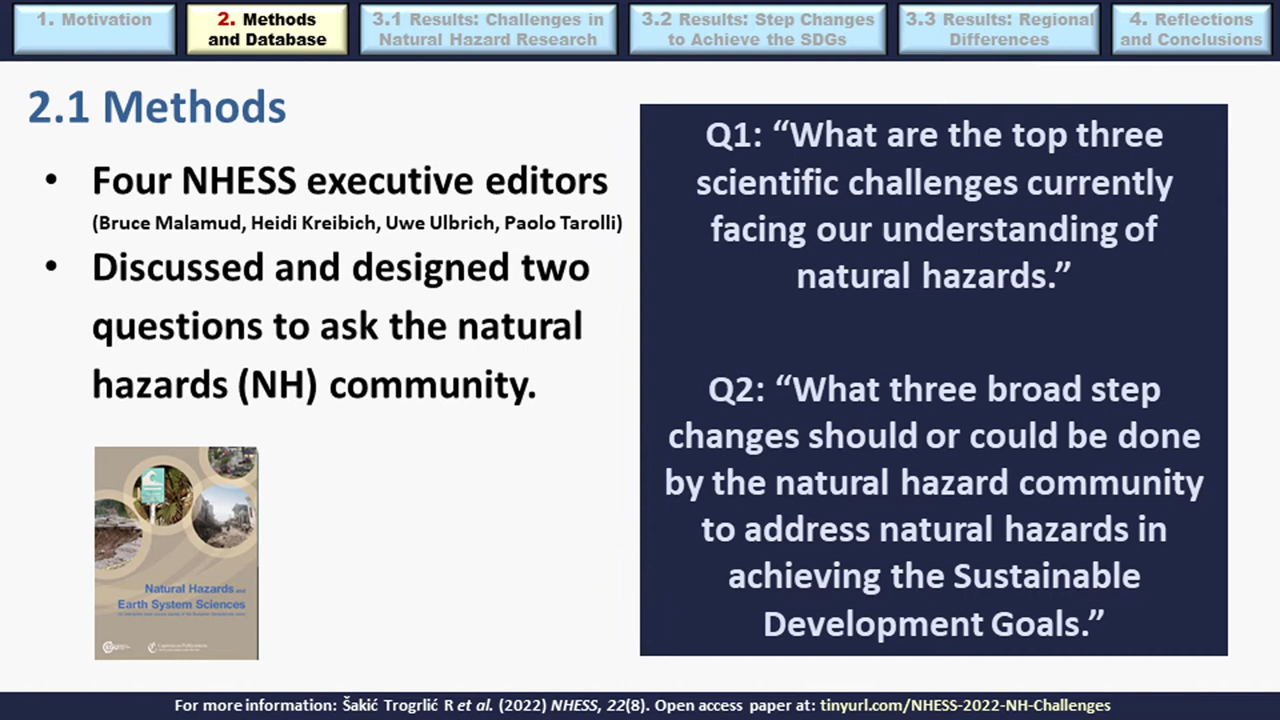 1. Motivation
2. Methods
and Database
3.1 Results: Challenges in
Natural Hazard Research
3.2 Results: Step Changes
to Achieve the SDGs
3.3 Results: Regional
Differences
4. Reflections
and Conclusions
2.1 Methods
• Four NHESS executive editors
(Bruce Malamud, Heidi Kreibich, Uwe Ulbrich, Paolo Tarolli)
• Discussed and designed two
questions to ask the natural
hazards (NH) community.
Natural Hazards and
Earth System Sciences
EGU
Q1: “What are the top three
scientific challenges currently
facing our understanding of
natural hazards.”
Q2: “What three broad step
changes should or could be done
by the natural hazard community
to address natural hazards in
achieving the Sustainable
Development Goals.”
For more information: Šakić Trogrlić R et al. (2022) NHESS, 22(8). Open access paper at: tinyurl.com/NHESS-2022-NH-Challenges